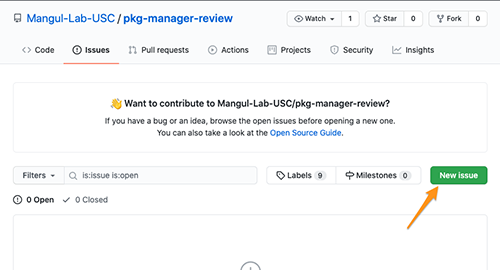 Mangul-Lab-USC / pkg-manager-review
Watch 1 Star 0 Fork 0
Code Issues Pull requests Actions Projects Security Insights
👋 Want to contribute to Mangul-Lab-USC/pkg-manager-review?
If you have a bug or an idea, browse the open issues before opening a new one.
You can also take a look at the Open Source Guide.
Filters is:issue is:open Labels 9 Milestones 0 New issue
0 Open 0 Closed